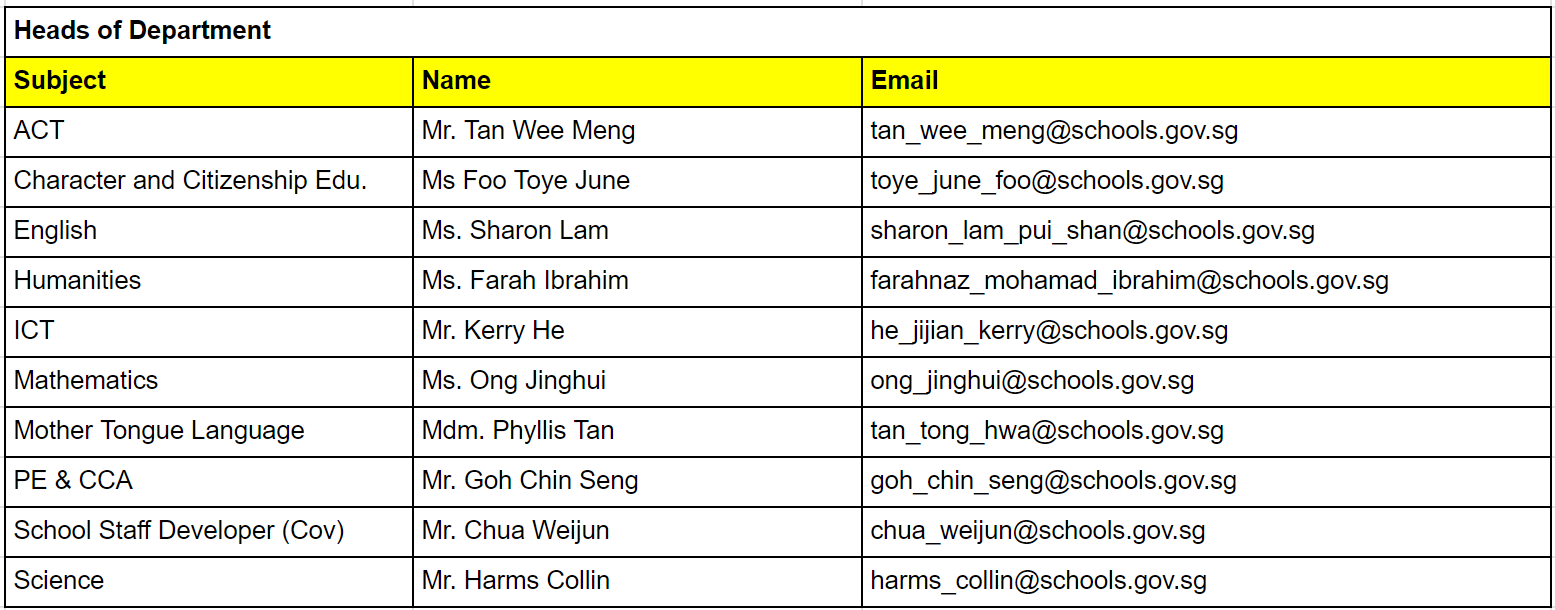 Heads of Department
Subject Name Email
ACT Mr. Tan Wee Meng tan_wee_meng@schools.gov.sg
Character and Citizenship Edu. Ms Foo Toye June toye_june_foo@schools.gov.sg
English Ms. Sharon Lam sharon_lam_pui_shan@schools.gov.sg
Humanities Ms. Farah Ibrahim farahnaz_mohamad_ibrahim@schools.gov.sg
ICT Mr. Kerry He he_jijian_kerry@schools.gov.sg
Mathematics Ms. Ong Jinghui ong_jinghui@schools.gov.sg
Mother Tongue Language Mdm. Phyllis Tan tan_tong_hwa@schools.gov.sg
PE & CCA Mr. Goh Chin Seng goh_chin_seng@schools.gov.sg
School Staff Developer (Cov) Mr. Chua Weijun chua_weijun@schools.gov.sg
Science Mr. Harms Collin harms_collin@schools.gov.sg